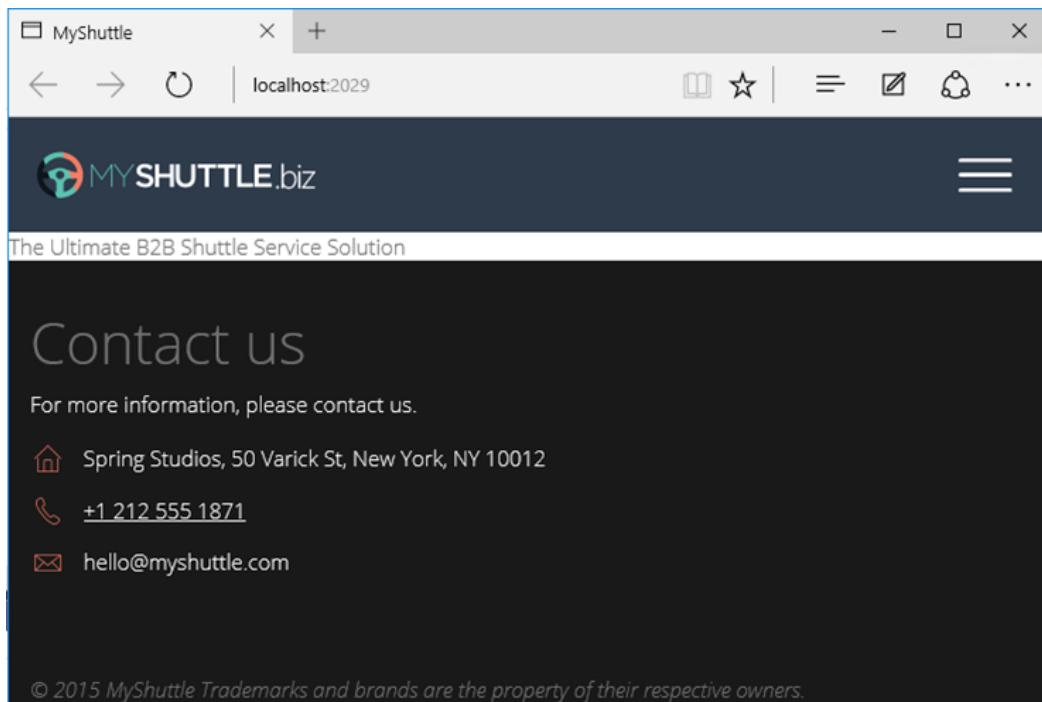 MyShuttle
localhost:2029
MYSHUTTLE.biz
The Ultimate B2B Shuttle Service Solution
Contact us
For more information, please contact us.
Spring Studios, 50 Varick St, New York, NY 10012
+1 212 555 1871
hello@myshuttle.com
© 2015 MyShuttle Trademarks and brands are the property of their respective owners.